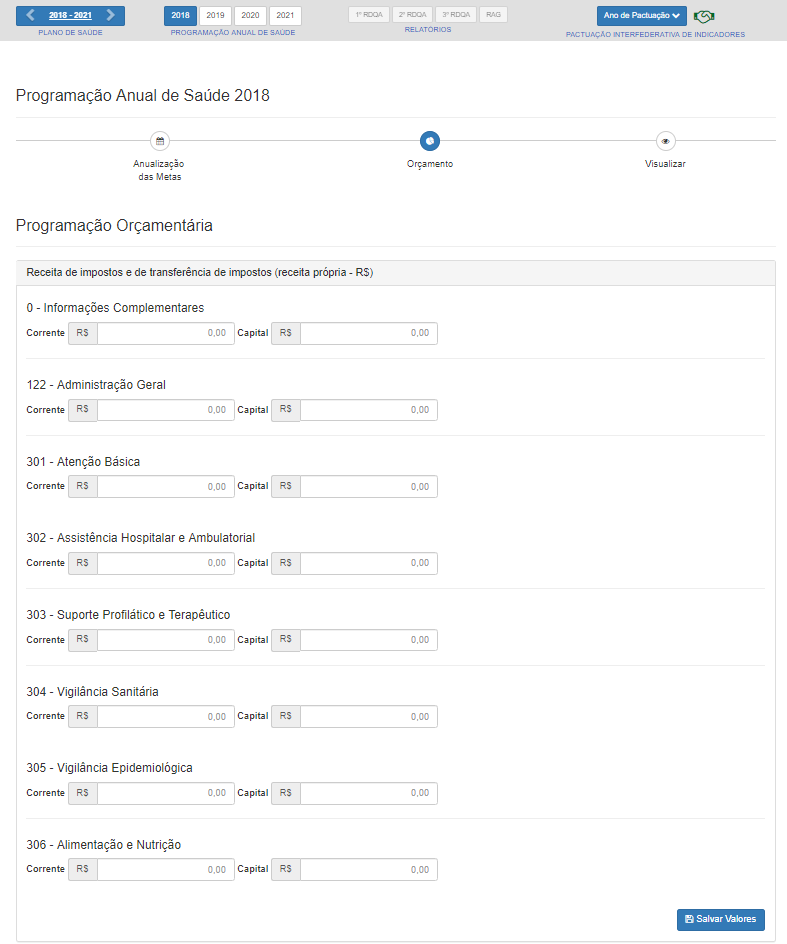 2018 - 2021
PLANO DE SAÚDE
2018 2019 2020 2021
PROGRAMAÇÃO ANUAL DE SAÚDE
1º RDQA 2º RDQA 3º RDQA RAG
RELATÓRIOS
Ano de Pactuação
PACTUAÇÃO INTERFEDERATIVA DE INDICADORES
Programação Anual de Saúde 2018
Anualização
das Metas
Orçamento
Visualizar
Programação Orçamentária
Receita de impostos e de transferência de impostos (receita própria - R$)
0 - Informações Complementares
Corrente R$ 0,00 Capital R$ 0,00
122 - Administração Geral
Corrente R$ 0,00 Capital R$ 0,00
301 - Atenção Básica
Corrente R$ 0,00 Capital R$ 0,00
302 - Assistência Hospitalar e Ambulatorial
Corrente R$ 0,00 Capital R$ 0,00
303 - Suporte Profilático e Terapêutico
Corrente R$ 0,00 Capital R$ 0,00
304 - Vigilância Sanitária
Corrente R$ 0,00 Capital R$ 0,00
305 - Vigilância Epidemiológica
Corrente R$ 0,00 Capital R$ 0,00
306 - Alimentação e Nutrição
Corrente R$ 0,00 Capital R$ 0,00
Salvar Valores